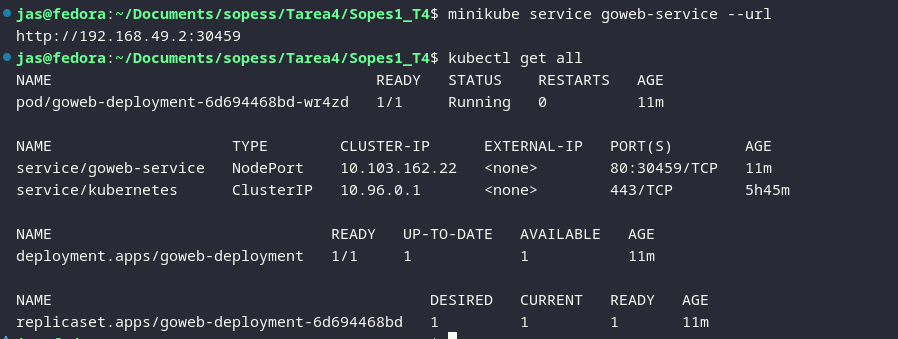 jas@fedora:~/Documents/sopess/Tarea4/Sopes1_T4$ minikube service goweb-service --url
http://192.168.49.2:30459
jas@fedora:~/Documents/sopess/Tarea4/Sopes1_T4$ kubectl get all
NAME READY STATUS RESTARTS AGE
pod/goweb-deployment-6d694468bd-wr4zd 1/1 Running 0 11m
NAME TYPE CLUSTER-IP EXTERNAL-IP PORT(S) AGE
service/goweb-service NodePort 10.103.162.22 <none> 80:30459/TCP 11m
service/kubernetes ClusterIP 10.96.0.1 <none> 443/TCP 5h45m
NAME READY UP-TO-DATE AVAILABLE AGE
deployment.apps/goweb-deployment 1/1 1 1 11m
NAME DESIRED CURRENT READY AGE
replicaset.apps/goweb-deployment-6d694468bd 1 1 1 11m